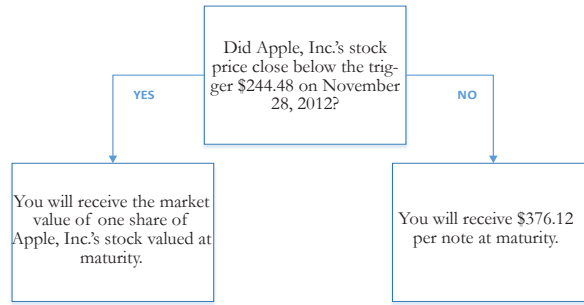 Did Apple, Inc.’s stock
price close below the trig-
ger $244.48 on November
28, 2012?
YES
NO
You will receive the market
value of one share of
Apple, Inc.’s stock valued at
maturity.
You will receive $376.12
per note at maturity.